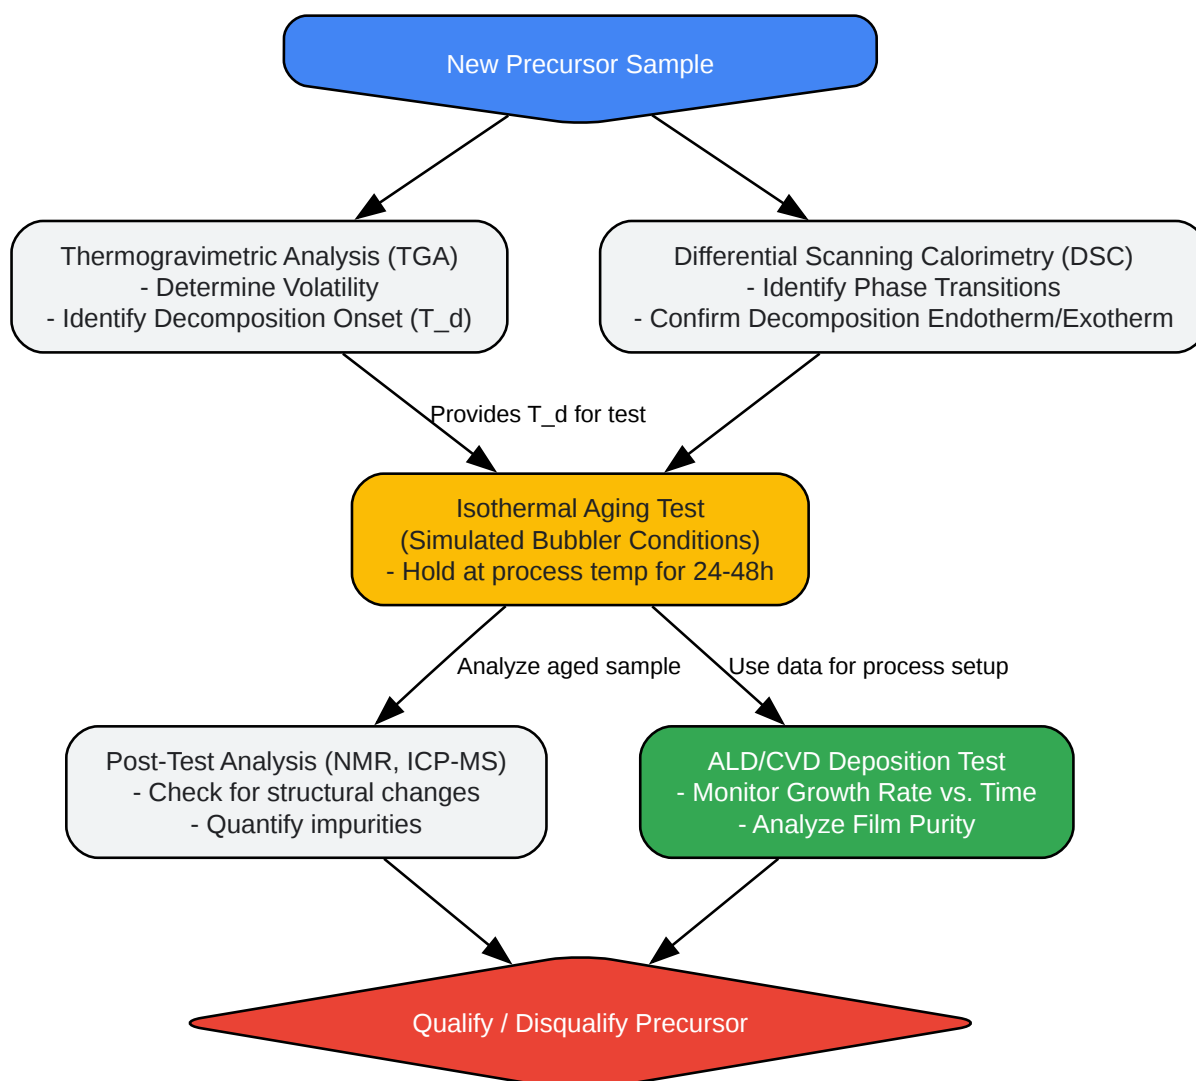 New Precursor Sample
Thermogravimetric Analysis (TGA)
- Determine Volatility
- Identify Decomposition Onset (T_d)
Differential Scanning Calorimetry (DSC)
- Identify Phase Transitions
- Confirm Decomposition Endotherm/Exotherm
Provides T_d for test
Isothermal Aging Test
(Simulated Bubbler Conditions)
- Hold at process temp for 24-48h
Analyze aged sample
Use data for process setup
Post-Test Analysis (NMR, ICP-MS)
- Check for structural changes
- Quantify impurities
ALD/CVD Deposition Test
- Monitor Growth Rate vs. Time
- Analyze Film Purity
Qualify / Disqualify Precursor